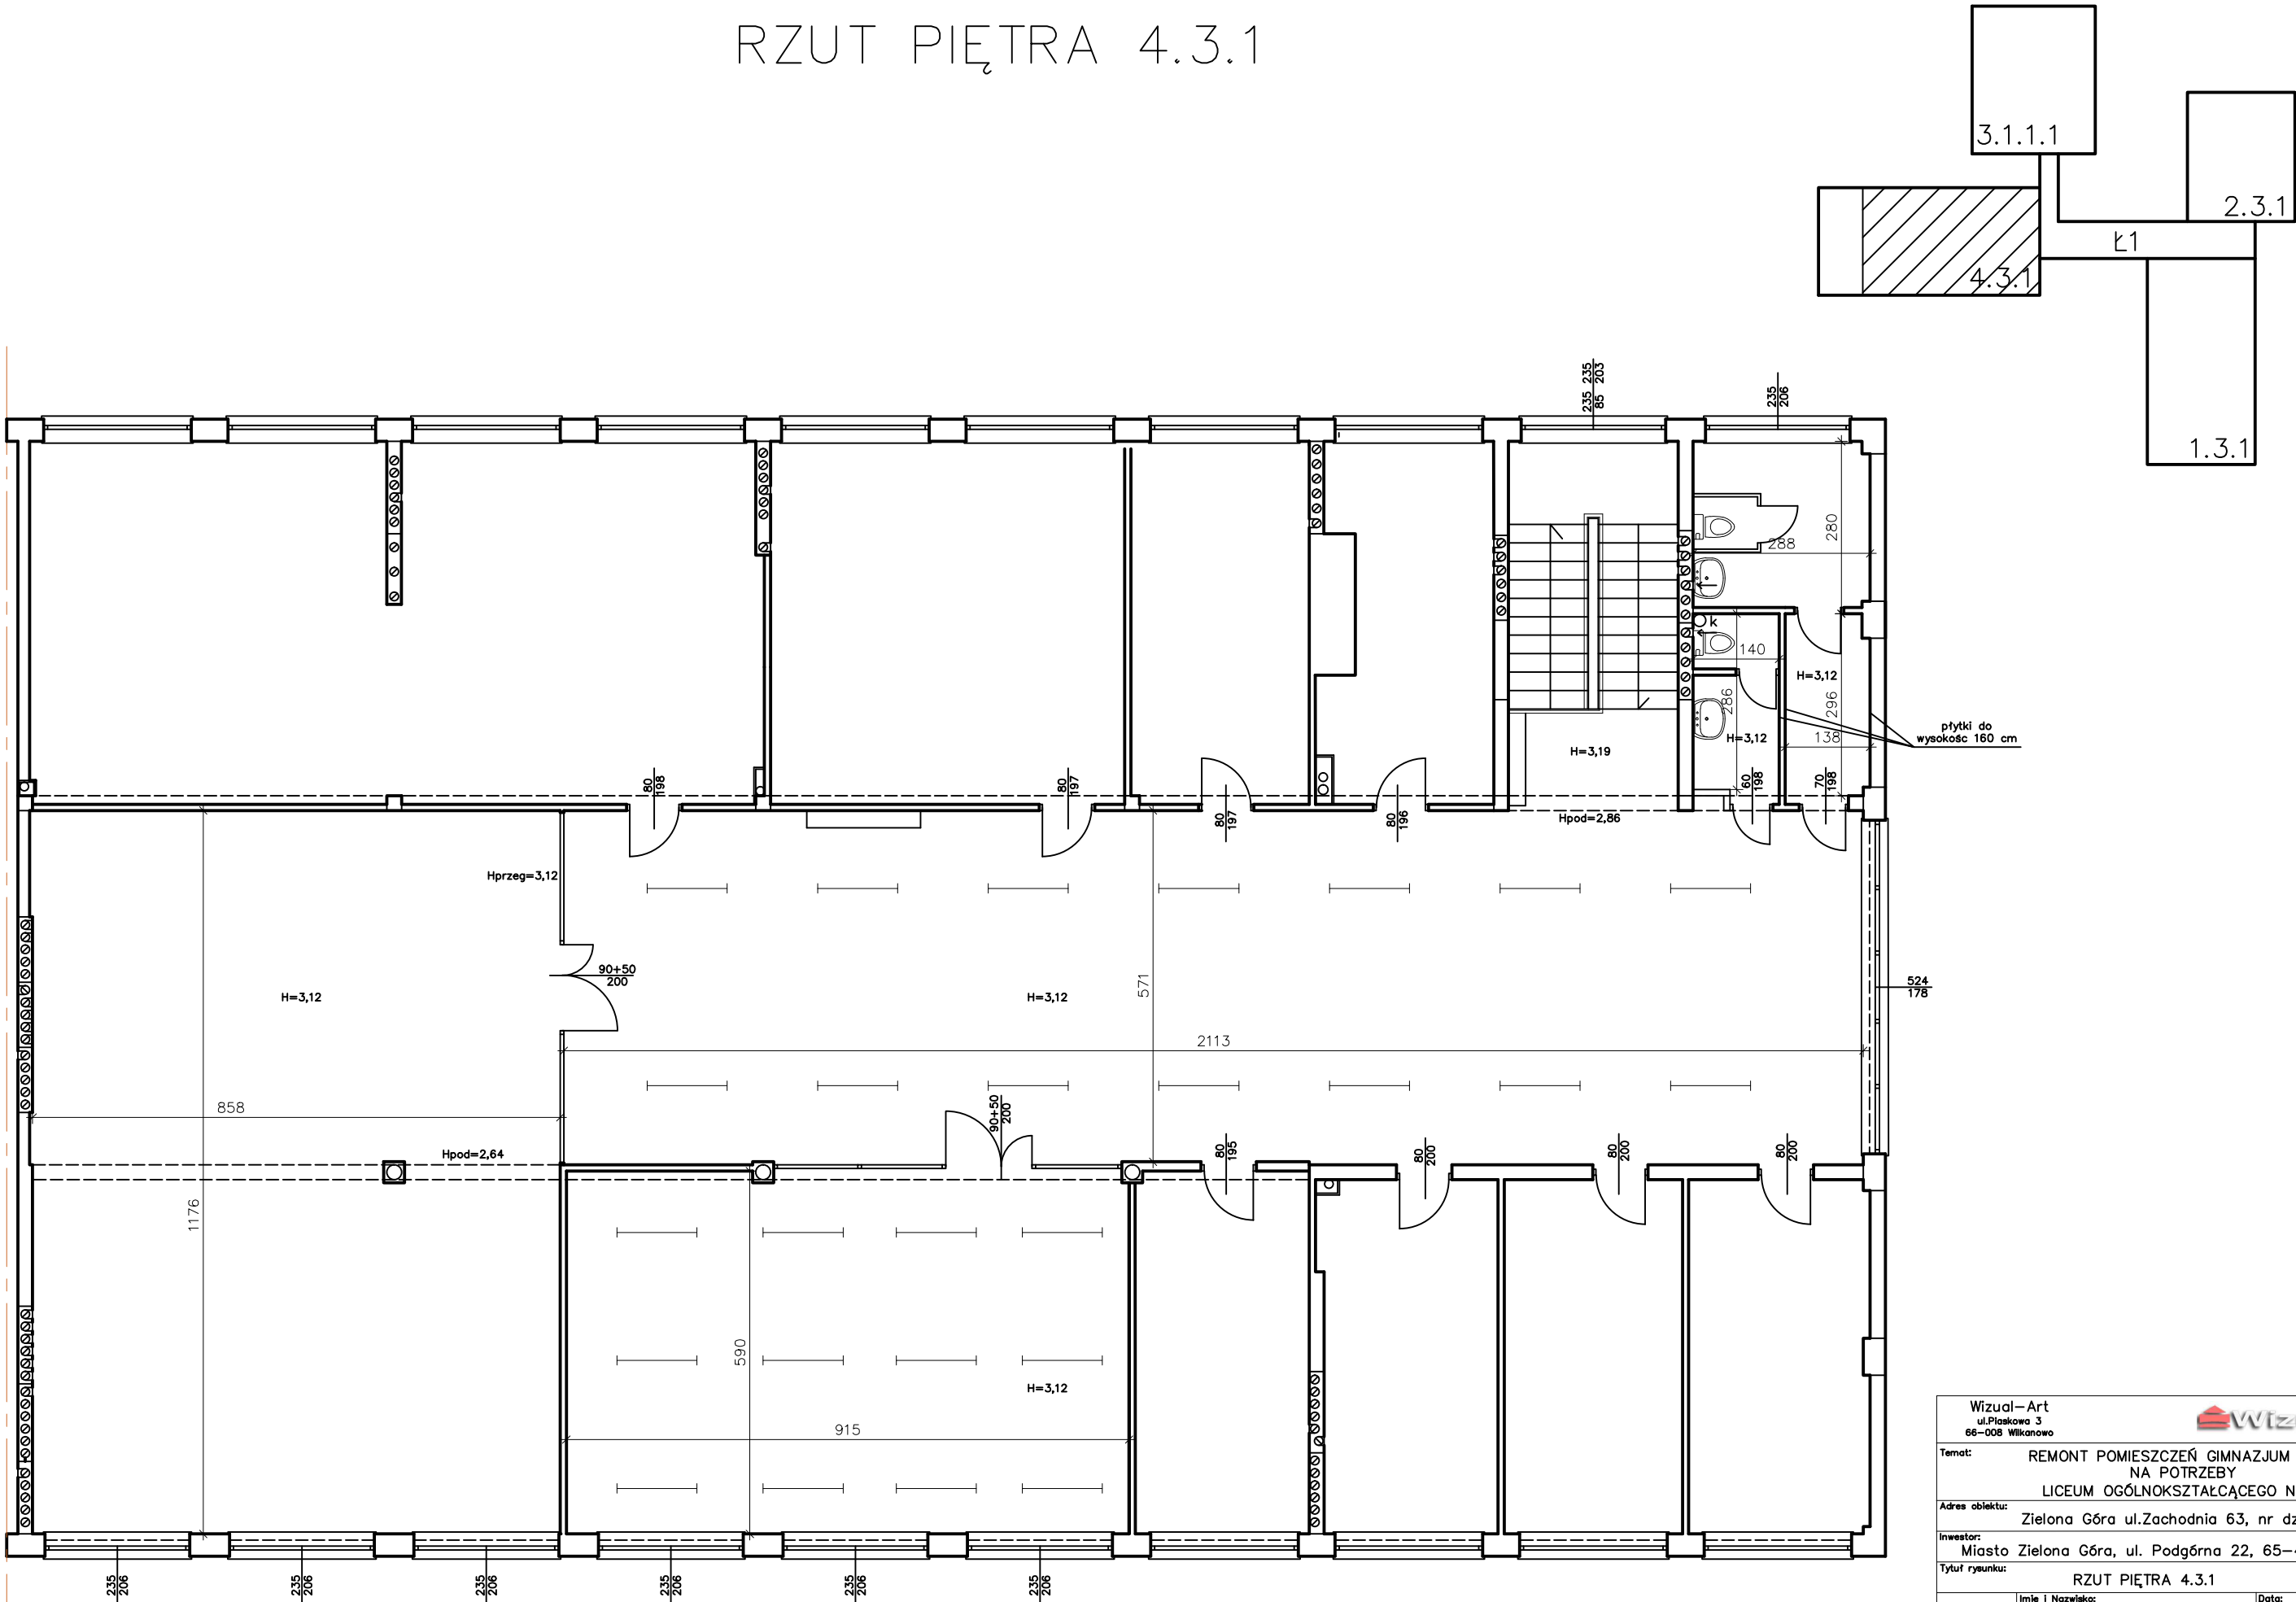 RZUT PIĘTRA 4.3.1
3.1.1.1
2.3.1
Ł1
4.3.1
1.3.1
235 235
85 203
235
206
280
288
k
140
H=3,12
286
296
H=3,12
138
płytki do
wysokośc 160 cm
H=3,19
80
198
80
197
60
198
70
198
80
197
80
196
Hpod=2,86
Hprzeg=3,12
90+50
200
571
524
178
H=3,12
H=3,12
2113
858
90+50
200
Hpod=2,64
80
195
80
200
80
200
80
200
1176
590
H=3,12
915
235
206
235
206
235
206
235
206
235
206
235
206
Wizual-Art
ul.Piaskowa 3
66-008 Wilkanowo
Wiz
Temat:
REMONT POMIESZCZEŃ GIMNAZJUM
NA POTRZEBY
LICEUM OGÓLNOKSZTAŁCĄCEGO N
Adres obiektu:
Zielona Góra ul.Zachodnia 63, nr dz
Inwestor:
Miasto Zielona Góra, ul. Podgórna 22, 65-
Tytuł rysunku:
RZUT PIĘTRA 4.3.1
Imię i Nazwisko:
Data: